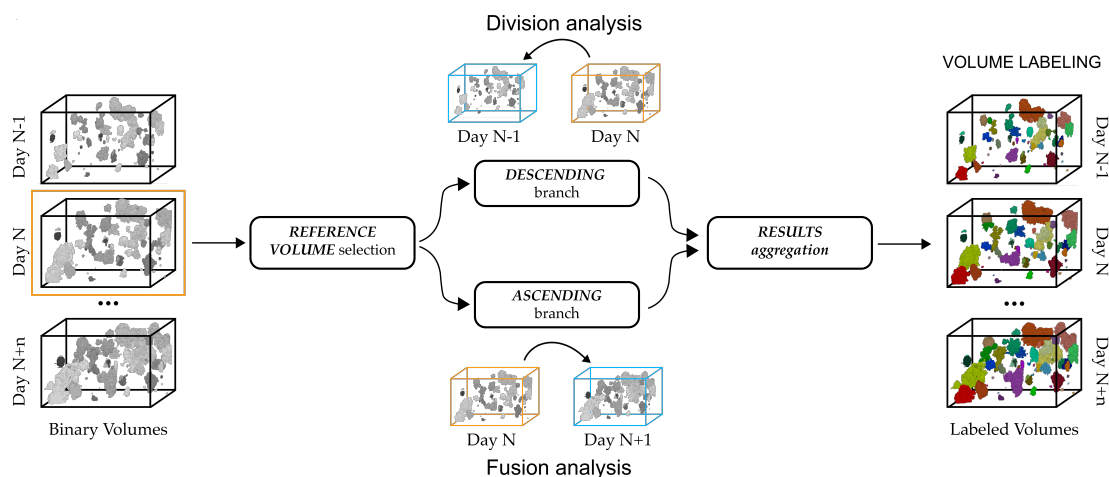 Division analysis
Day N-1
Day N
VOLUME LABELING
Day N-1
Day N
...
Day N+n
Binary Volumes
REFERENCE
VOLUME selection
DESCENDING
branch
ASCENDING
branch
RESULTS
aggregation
Day N
Day N+1
Fusion analysis
Day N-1
Day N
...
Day N+n
Labeled Volumes